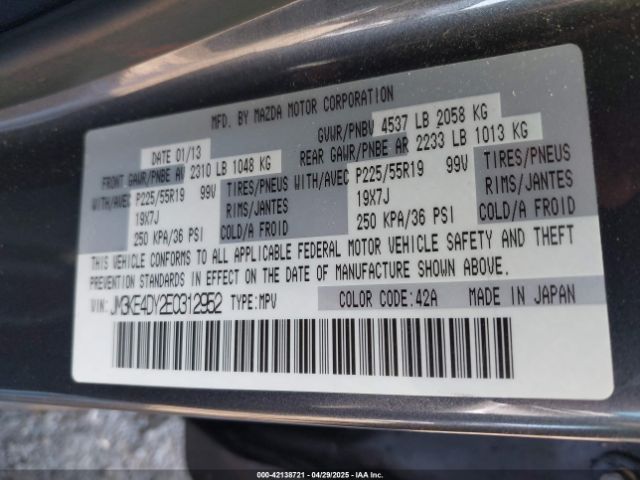 MFD. BY MAZDA MOTOR CORPORATION
DATE 01/13 GVWR/PNBV 4537 LB 2058 KG
FRONT GAWR/PNBE AV 2310 LB 1048 KG REAR GAWR/PNBE AR 2233 LB 1013 KG
WITH/AVEC P225/55R19 99V TIRES/PNEUS WITH/AVEC P225/55R19 99V TIRES/PNEUS
19X7J RIMS/JANTES 19X7J RIMS/JANTES
250 KPA/36 PSI COLD/A FROID 250 KPA/36 PSI COLD/A FROID
THIS VEHICLE CONFORMS TO ALL APPLICABLE FEDERAL MOTOR VEHICLE SAFETY AND THEFT
PREVENTION STANDARDS IN EFFECT ON THE DATE OF MANUFACTURE SHOWN ABOVE.
VIN: JM3KE4DY2E0312952 TYPE: MPV COLOR CODE: 42A MADE IN JAPAN
000-42138721 - 04/29/2025 - IAA Inc.